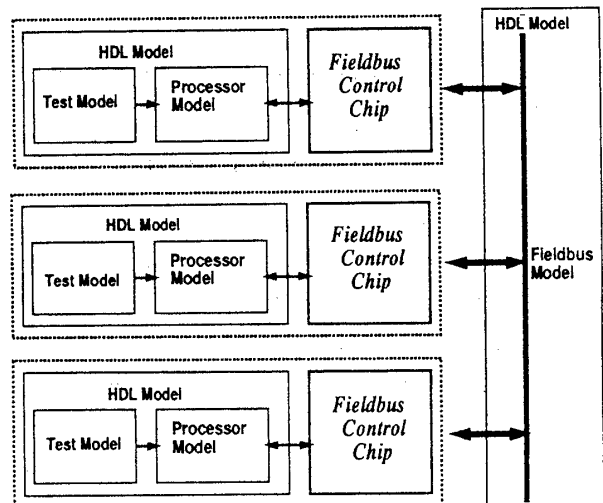 HDL Model
Test Model
Processor
Model
Fieldbus
Control
Chip
HDL Model
Test Model
Processor
Model
Fieldbus
Control
Chip
HDL Model
Test Model
Processor
Model
Fieldbus
Control
Chip
HDL Model
Fieldbus
Model